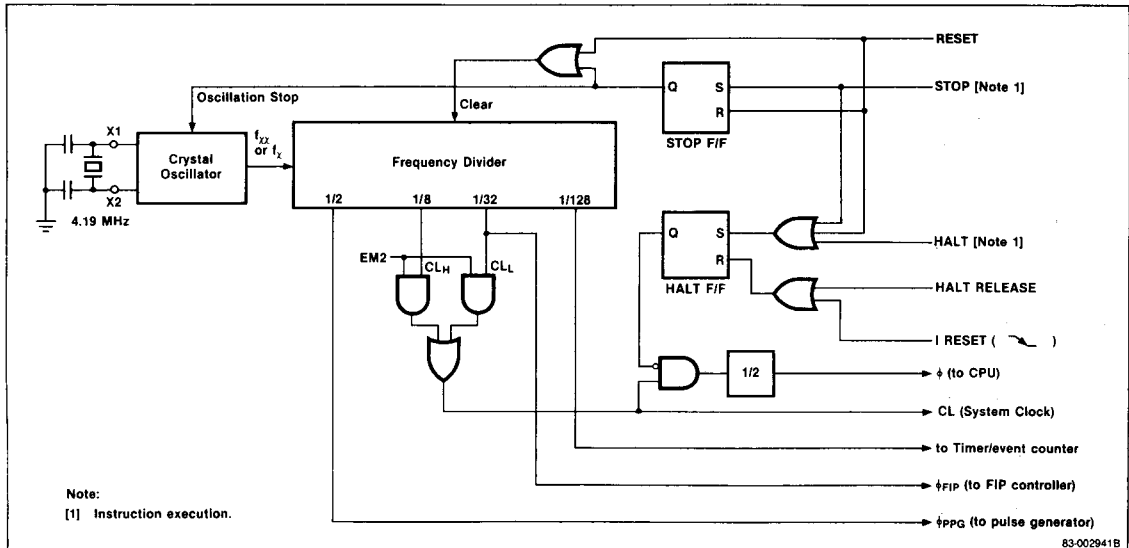 RESET
Q S
R
STOP F/F
STOP [Note 1]
Oscillation Stop
Clear
X1
X2
4.19 MHz
Crystal
Oscillator
fχχ
or fχ
Frequency Divider
1/2 1/8 1/32 1/128
EM2
CLH
CLL
Q S
R
HALT F/F
HALT [Note 1]
HALT RELEASE
I RESET ( )
1/2
ϕ (to CPU)
CL (System Clock)
to Timer/event counter
ϕFIP (to FIP controller)
ϕPPG (to pulse generator)
Note:
[1] Instruction execution.
83-002941B